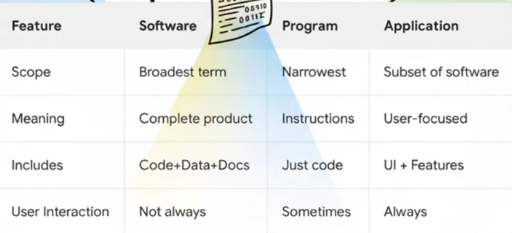 Feature Software Program Application
Scope Broadest term Narrowest Subset of software
Meaning Complete product Instructions User-focused
Includes Code+Data+Docs Just code UI + Features
User Interaction Not always Sometimes Always